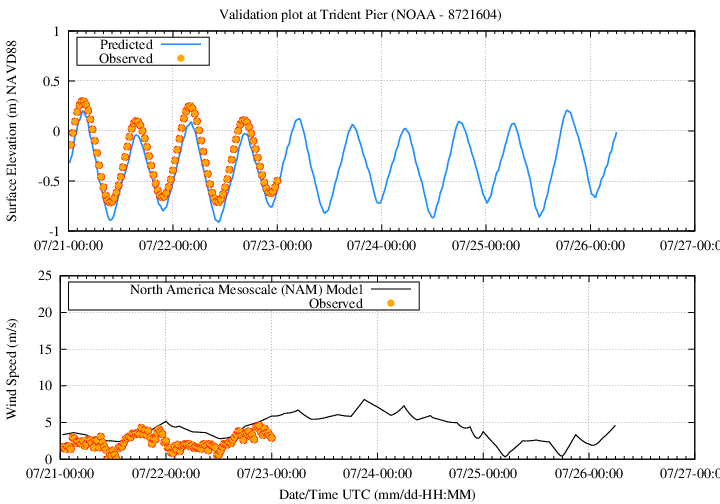 Validation plot at Trident Pier (NOAA - 8721604)
Surface Elevation (m) NAVD88
Predicted
Observed
1
0.5
0
-0.5
-1
07/21-00:00 07/22-00:00 07/23-00:00 07/24-00:00 07/25-00:00 07/26-00:00 07/27-0
Wind Speed (m/s)
North America Mesoscale (NAM) Model
Observed
25
20
15
10
5
0
07/21-00:00 07/22-00:00 07/23-00:00 07/24-00:00 07/25-00:00 07/26-00:00 07/27-0
Date/Time UTC (mm/dd-HH:MM)